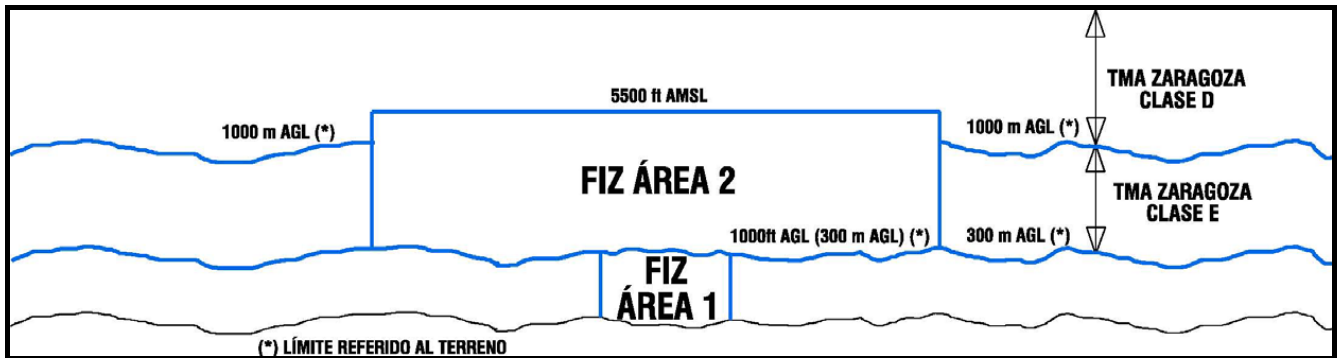 5500 ft AMSL
TMA ZARAGOZA
CLASE D
1000 m AGL (*)
1000 m AGL (*)
FIZ ÁREA 2
TMA ZARAGOZA
CLASE E
1000ft AGL (300 m AGL) (*)
300 m AGL (*)
FIZ
ÁREA 1
(*) LÍMITE REFERIDO AL TERRENO